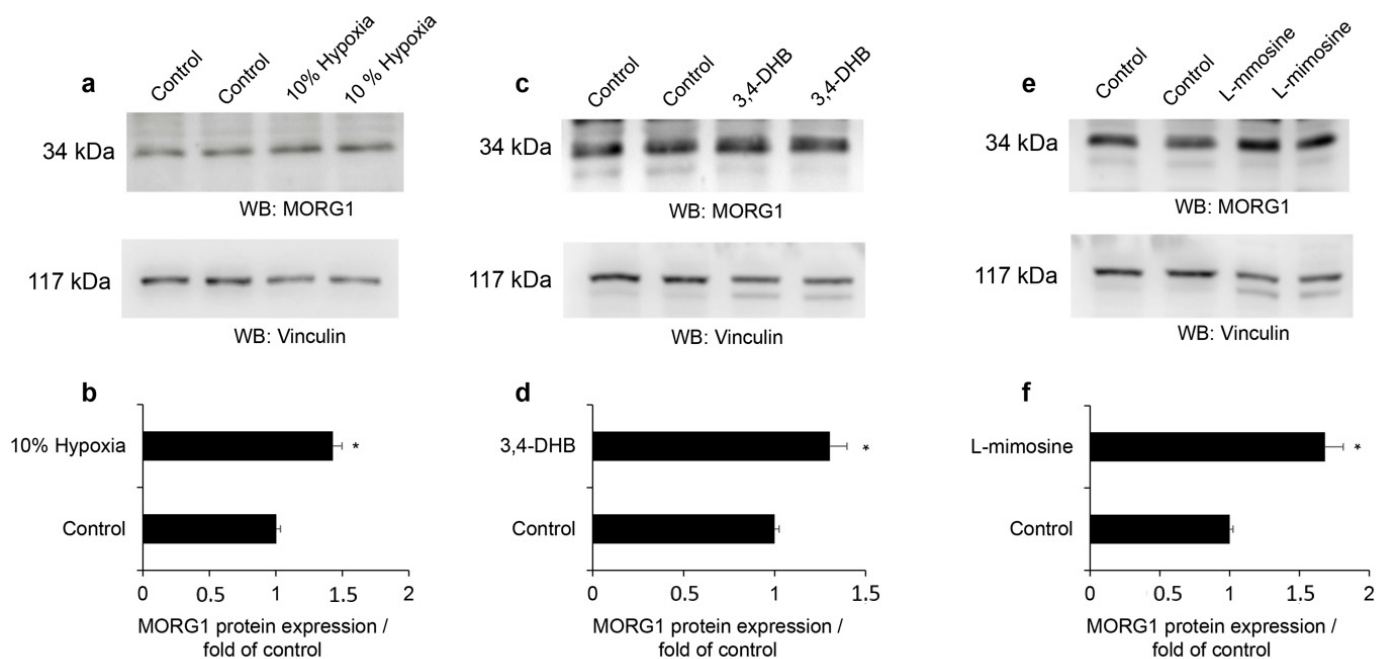 a
Control
Control
10% Hypoxia
10 % Hypoxia
34 kDa
WB: MORG1
117 kDa
WB: Vinculin
b
10% Hypoxia
*
Control
0 0.5 1 1.5 2
MORG1 protein expression /
fold of control
c
Control
Control
3,4-DHB
3,4-DHB
34 kDa
WB: MORG1
117 kDa
WB: Vinculin
d
3,4-DHB
*
Control
0 0.5 1 1.5
MORG1 protein expression /
fold of control
e
Control
Control
L-mmosine
L-mimosine
34 kDa
WB: MORG1
117 kDa
WB: Vinculin
f
L-mimosine
*
Control
0 0.5 1 1.5 2
MORG1 protein expression /
fold of control